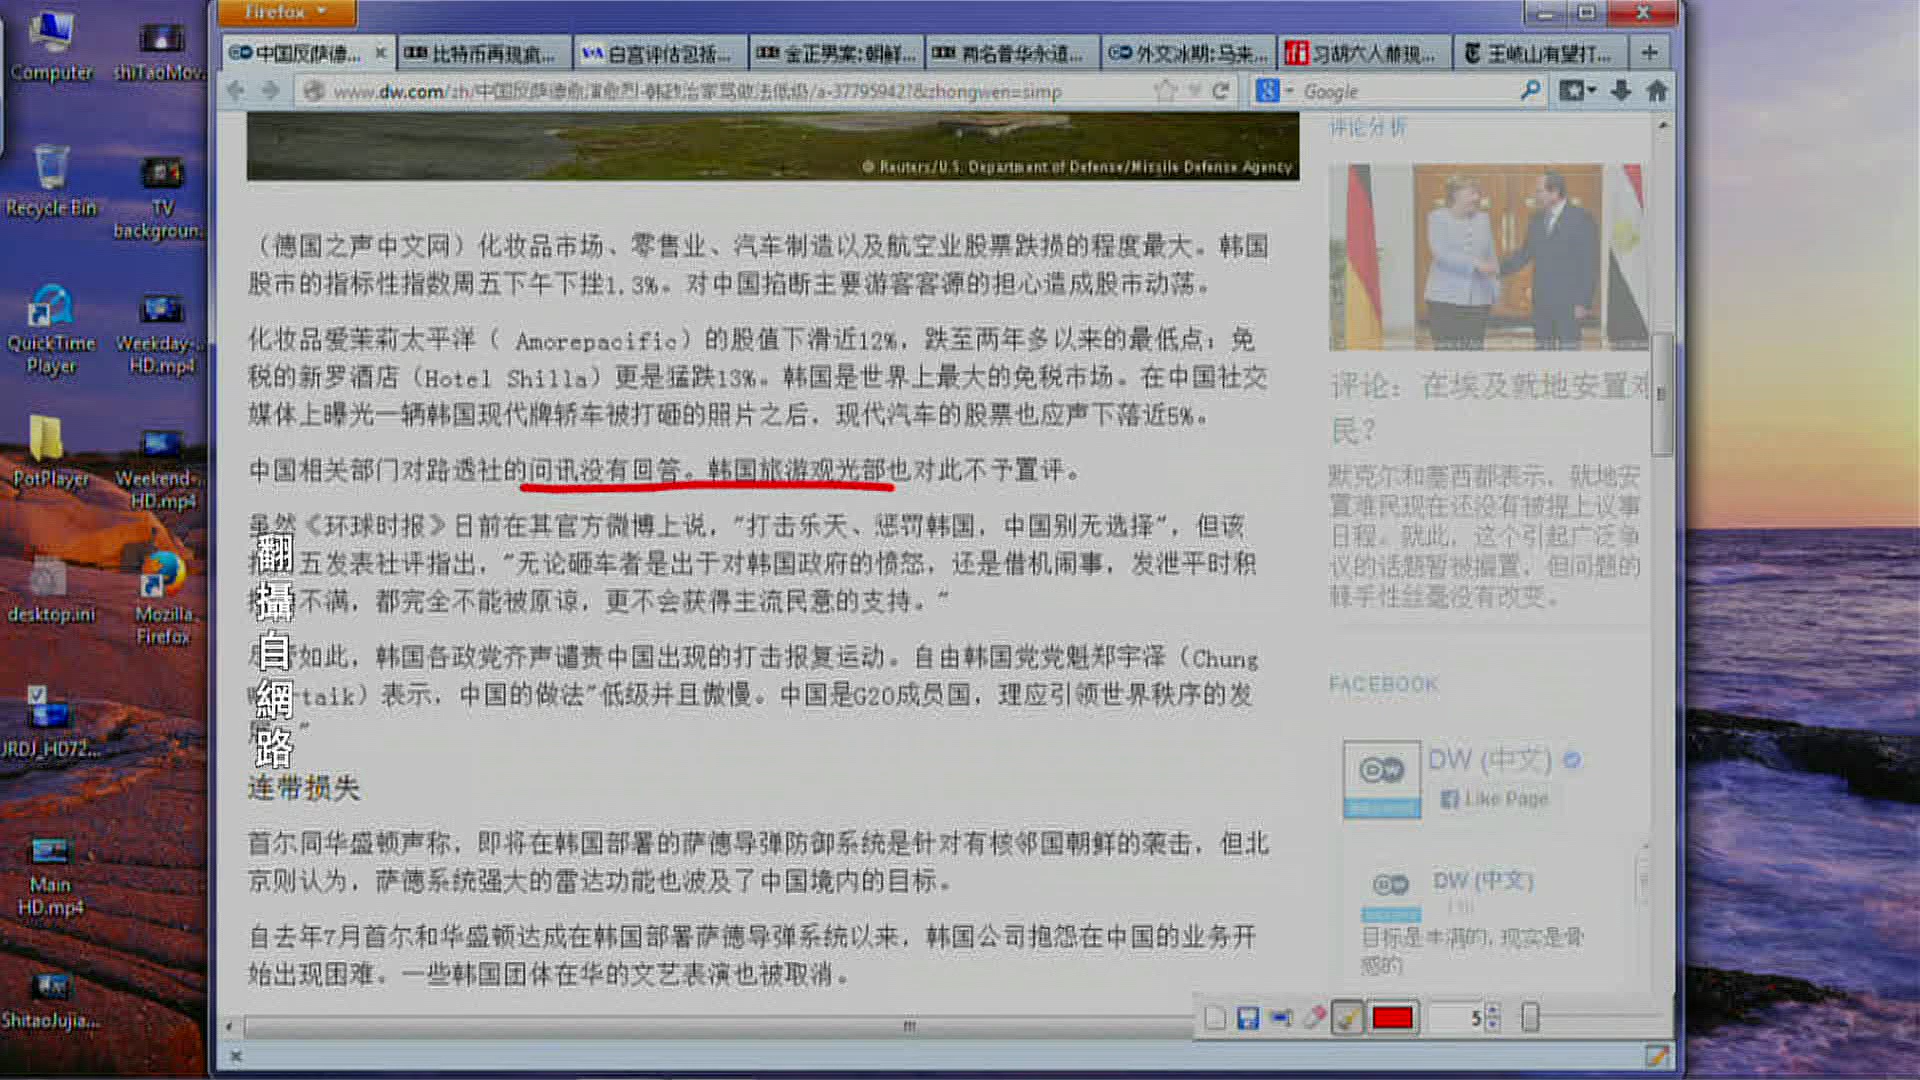 Firefox
Computer
shiTaoMov...
中国反萨德...
比特币再现疯...
VOA 白宫评估包括...
金正男案:朝鲜...
两名普华永道...
外交冰期:马来...
rfi 习胡六人帮现...
王岐山有望打...
www.dw.com/zh/中国反萨德愈演愈烈-韩政治家骂做法低级/a-37795942?&zhongwen=simp
Google
© Reuters/U.S. Department of Defense/Missile Defense Agency
评论分析
Recycle Bin
TV
backgroun...
（德国之声中文网）化妆品市场、零售业、汽车制造以及航空业股票跌损的程度最大。韩国
股市的指标性指数周五下午下挫1.3%。对中国掐断主要游客客源的担心造成股市动荡。
QuickTime
Player
Weekday-...
HD.mp4
化妆品爱茉莉太平洋（ Amorepacific）的股值下滑近12%，跌至两年多以来的最低点；免
税的新罗酒店（Hotel Shilla）更是猛跌13%。韩国是世界上最大的免税市场。在中国社交
媒体上曝光一辆韩国现代牌轿车被打砸的照片之后，现代汽车的股票也应声下落近5%。
评论：在埃及就地安置难
民？
PotPlayer
Weekend-...
HD.mp4
中国相关部门对路透社的问讯没有回答。韩国旅游观光部也对此不予置评。
默克尔和塞西都表示，就地安
置难民现在还没有被提上议事
日程。就此，这个引起广泛争
议的话题暂被搁置，但问题的
棘手性丝毫没有改变。
虽然《环球时报》日前在其官方微博上说，"打击乐天、惩罚韩国，中国别无选择"，但该
五发表社评指出，"无论砸车者是出于对韩国政府的愤怒，还是借机闹事，发泄平时积
不满，都完全不能被原谅，更不会获得主流民意的支持。"
desktop.ini
Mozilla
Firefox
翻攝自網路
如此，韩国各政党齐声谴责中国出现的打击报复运动。自由韩国党党魁郑宇泽（Chung
taik）表示，中国的做法"低级并且傲慢。中国是G20成员国，理应引领世界秩序的发
"
FACEBOOK
JRDJ_HD72...
DW (中文)
Like Page
连带损失
首尔同华盛顿声称，即将在韩国部署的萨德导弹防御系统是针对有核邻国朝鲜的袭击，但北
京则认为，萨德系统强大的雷达功能也波及了中国境内的目标。
Main
HD.mp4
DW (中文)
目标是丰满的，现实是骨
感的
自去年7月首尔和华盛顿达成在韩国部署萨德导弹系统以来，韩国公司抱怨在中国的业务开
始出现困难。一些韩国团体在华的文艺表演也被取消。
ShitaoJujia...
5